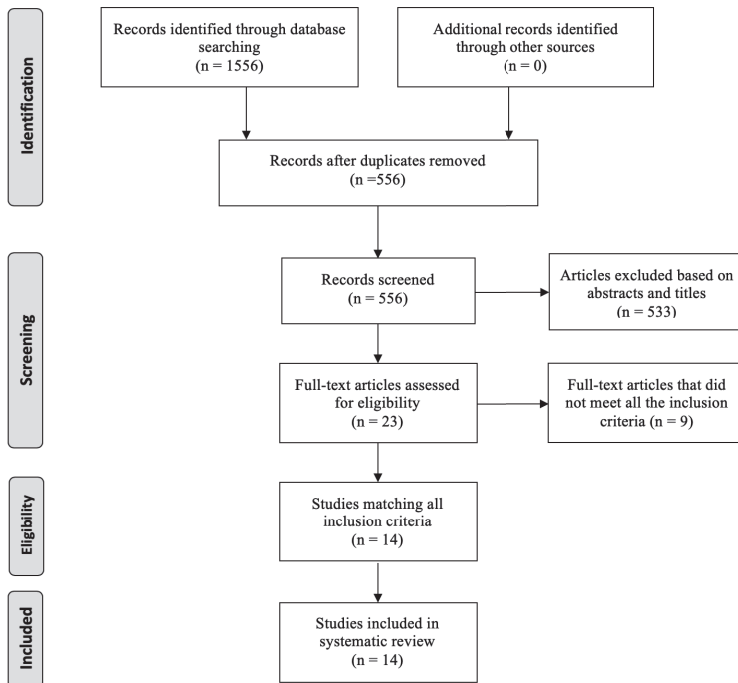 Identification
Records identified through database
searching
(n = 1556)
Additional records identified
through other sources
(n = 0)
Records after duplicates removed
(n =556)
Screening
Records screened
(n = 556)
Articles excluded based on
abstracts and titles
(n = 533)
Full-text articles assessed
for eligibility
(n = 23)
Full-text articles that did
not meet all the inclusion
criteria (n = 9)
Eligibility
Studies matching all
inclusion criteria
(n = 14)
Included
Studies included in
systematic review
(n = 14)